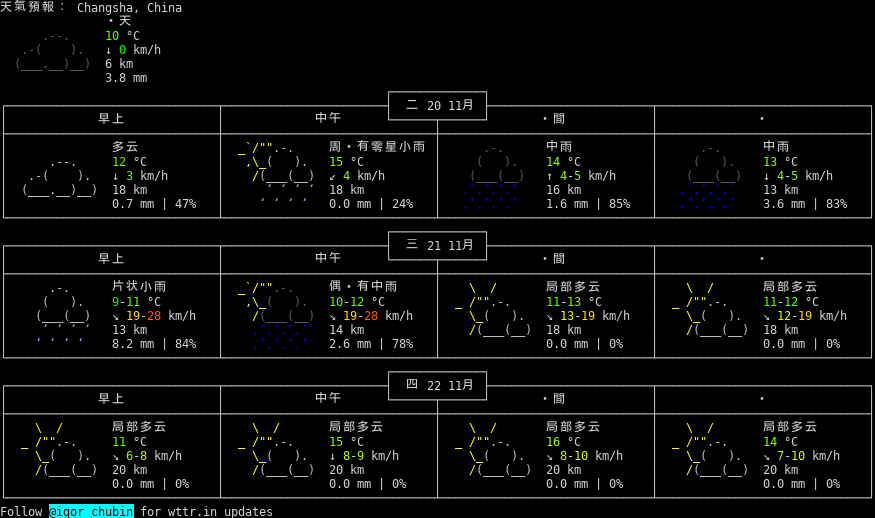 天氣預報： Changsha, China
・天
10 °C
↓ 0 km/h
6 km
3.8 mm
二 20 11月
早上 中午 ・間 ・
多云 周・有零星小雨 中雨 中雨
12 °C 15 °C 14 °C 13 °C
↓ 3 km/h ↙ 4 km/h ↑ 4-5 km/h ↓ 4-5 km/h
18 km 18 km 16 km 13 km
0.7 mm | 47% 0.0 mm | 24% 1.6 mm | 85% 3.6 mm | 83%
三 21 11月
早上 中午 ・間 ・
片状小雨 偶・有中雨 局部多云 局部多云
9-11 °C 10-12 °C 11-13 °C 11-12 °C
↘ 19-28 km/h ↘ 19-28 km/h ↘ 13-19 km/h ↘ 12-19 km/h
13 km 14 km 18 km 18 km
8.2 mm | 84% 2.6 mm | 78% 0.0 mm | 0% 0.0 mm | 0%
四 22 11月
早上 中午 ・間 ・
局部多云 局部多云 局部多云 局部多云
11 °C 15 °C 16 °C 14 °C
↘ 6-8 km/h ↓ 8-9 km/h ↘ 8-10 km/h ↘ 7-10 km/h
20 km 20 km 20 km 20 km
0.0 mm | 0% 0.0 mm | 0% 0.0 mm | 0% 0.0 mm | 0%
Follow @igor_chubin for wttr.in updates